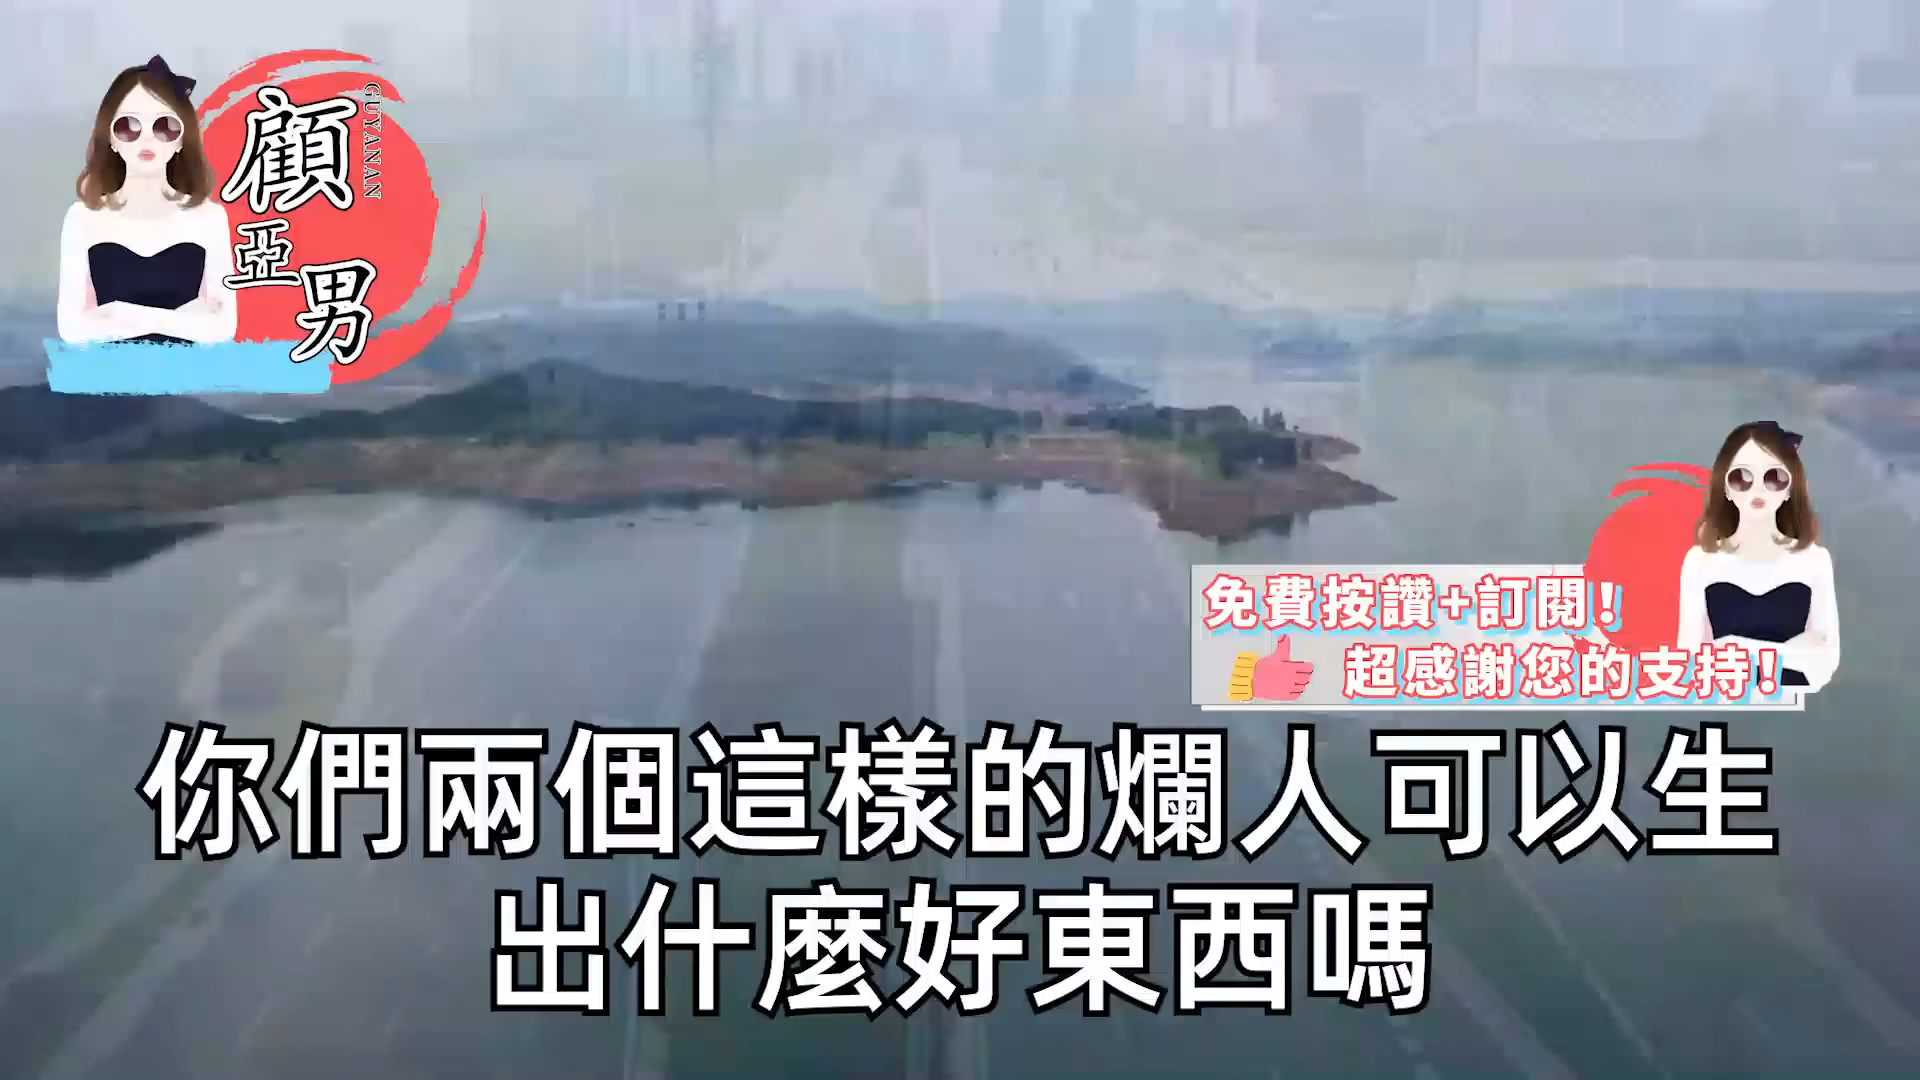 顧亞男
GUYANAN
免費按讚+訂閱!
超感謝您的支持!
你們兩個這樣的爛人可以生
出什麼好東西嗎